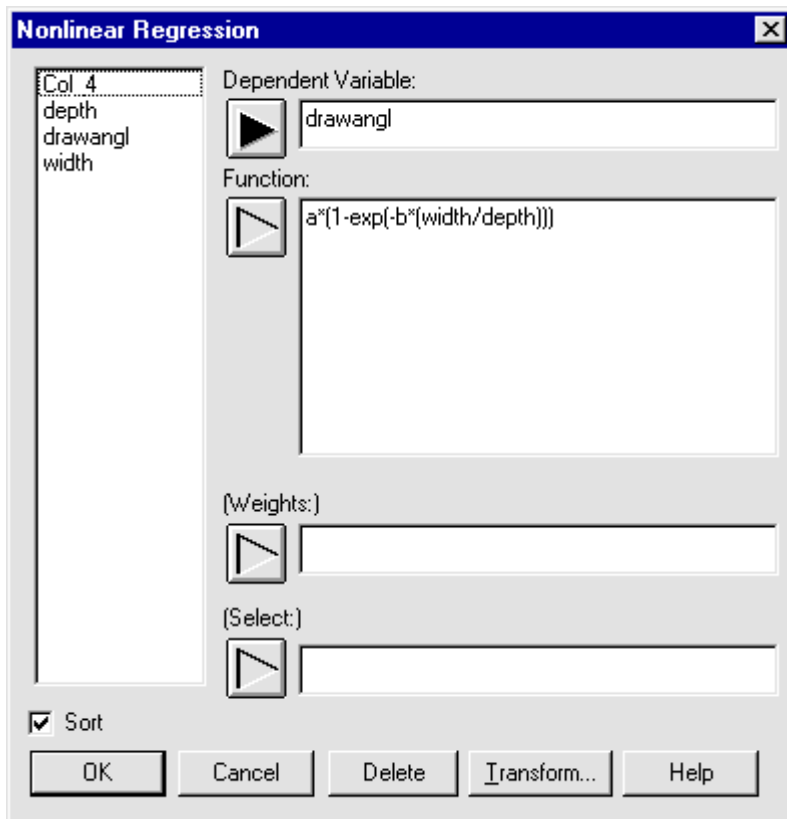 Nonlinear Regression
Col_4
depth
drawangl
width
Dependent Variable:
drawangl
Function:
a*(1-exp(-b*(width/depth)))
(Weights:)
(Select:)
Sort
OK
Cancel
Delete
Transform...
Help